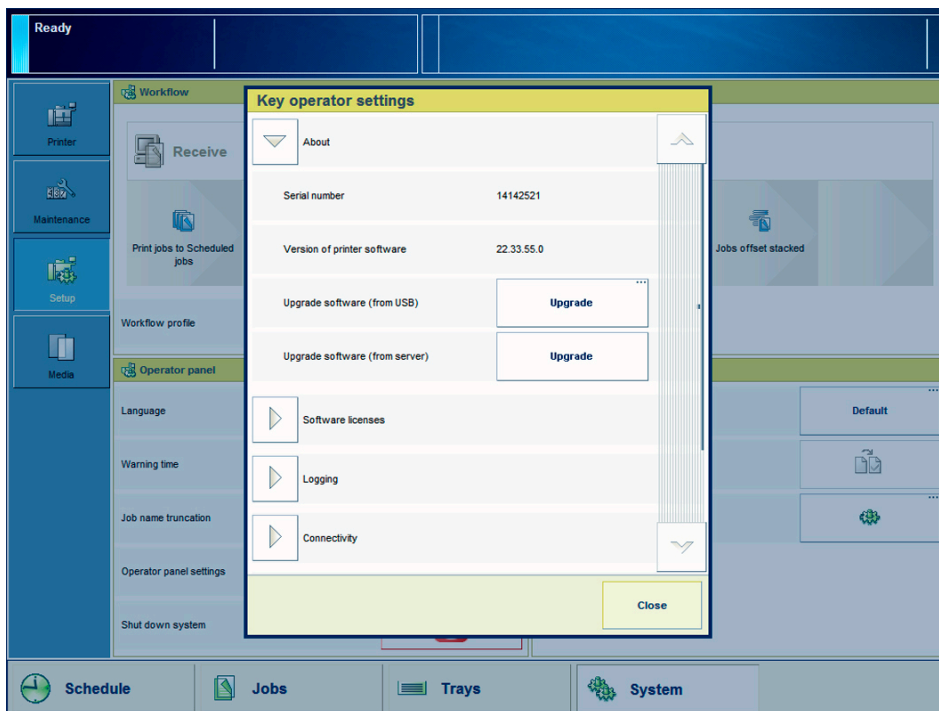 Ready
Printer
Maintenance
Setup
Media
Workflow
Receive
Print jobs to Scheduled
jobs
Jobs offset stacked
Workflow profile
Operator panel
Language
Default
Warning time
Job name truncation
Operator panel settings
Shut down system
Key operator settings
About
Serial number 14142521
Version of printer software 22.33.55.0
Upgrade software (from USB) Upgrade
Upgrade software (from server) Upgrade
Software licenses
Logging
Connectivity
Close
Schedule
Jobs
Trays
System